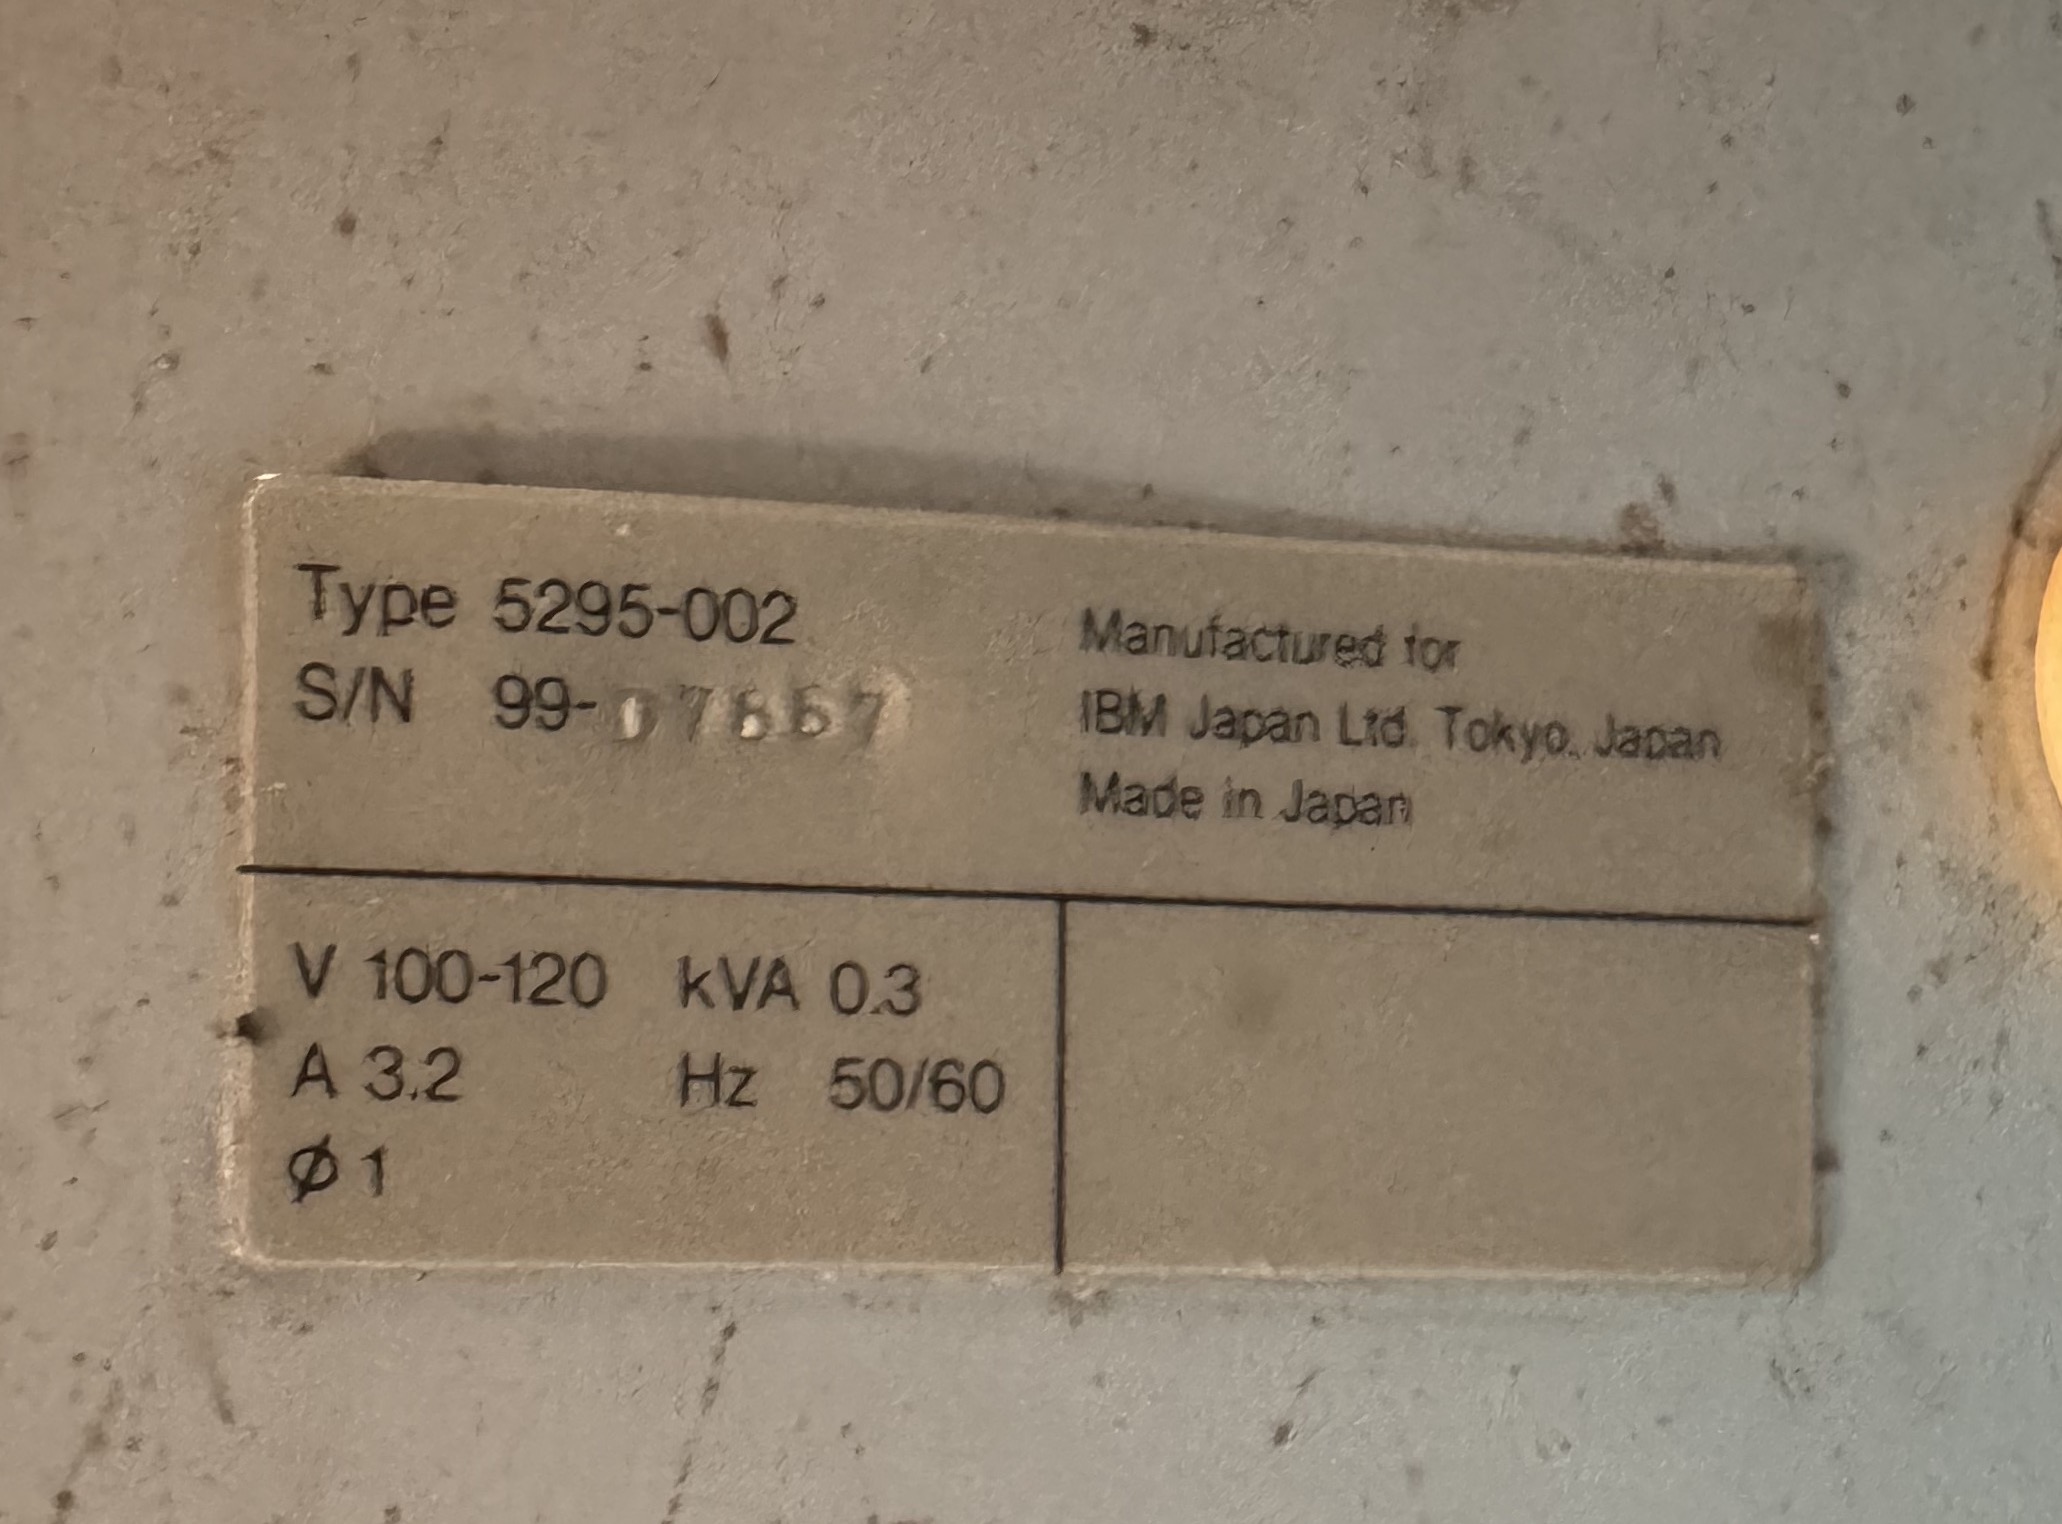 Type 5295-002
S/N 99-
Manufactured for
IBM Japan Ltd. Tokyo, Japan
Made in Japan
V 100-120 kVA 0.3
A 3.2 Hz 50/60
Ø 1